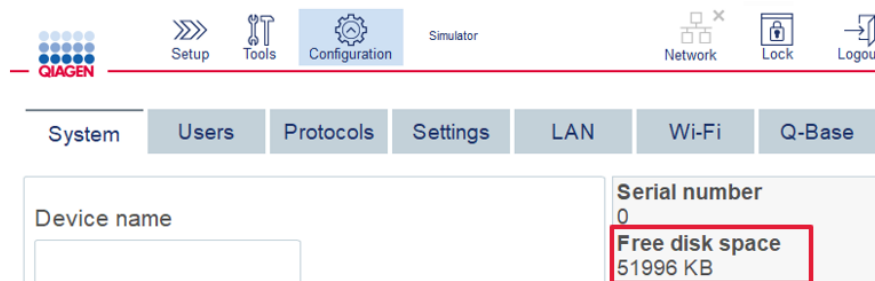 QIAGEN
Setup
Tools
Configuration
Simulator
Network
Lock
System
Users
Protocols
Settings
LAN
Wi-Fi
Q-Base
Device name
Serial number
0
Free disk space
51996 KB